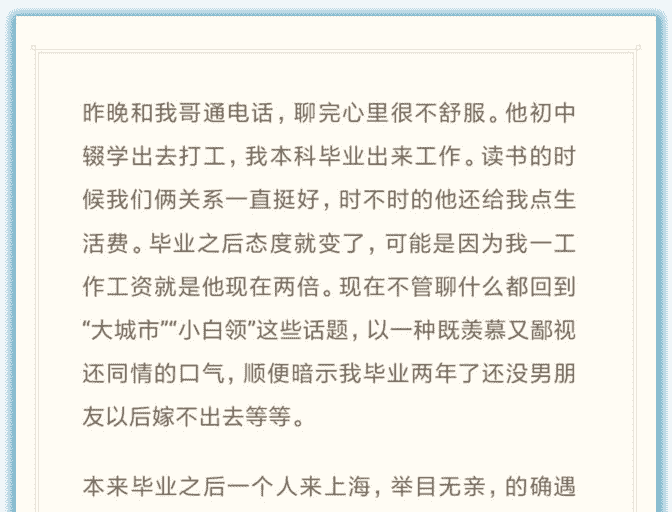 昨晚和我哥通电话，聊完心里很不舒服。他初中
辍学出去打工，我本科毕业出来工作。读书的时
候我们俩关系一直挺好，时不时的他还给我点生
活费。毕业之后态度就变了，可能是因为我一工
作工资就是他现在两倍。现在不管聊什么都回到
“大城市”“小白领”这些话题，以一种既羡慕又鄙视
还同情的口气，顺便暗示我毕业两年了还没男朋
友以后嫁不出去等等。
本来毕业之后一个人来上海，举目无亲，的确遇